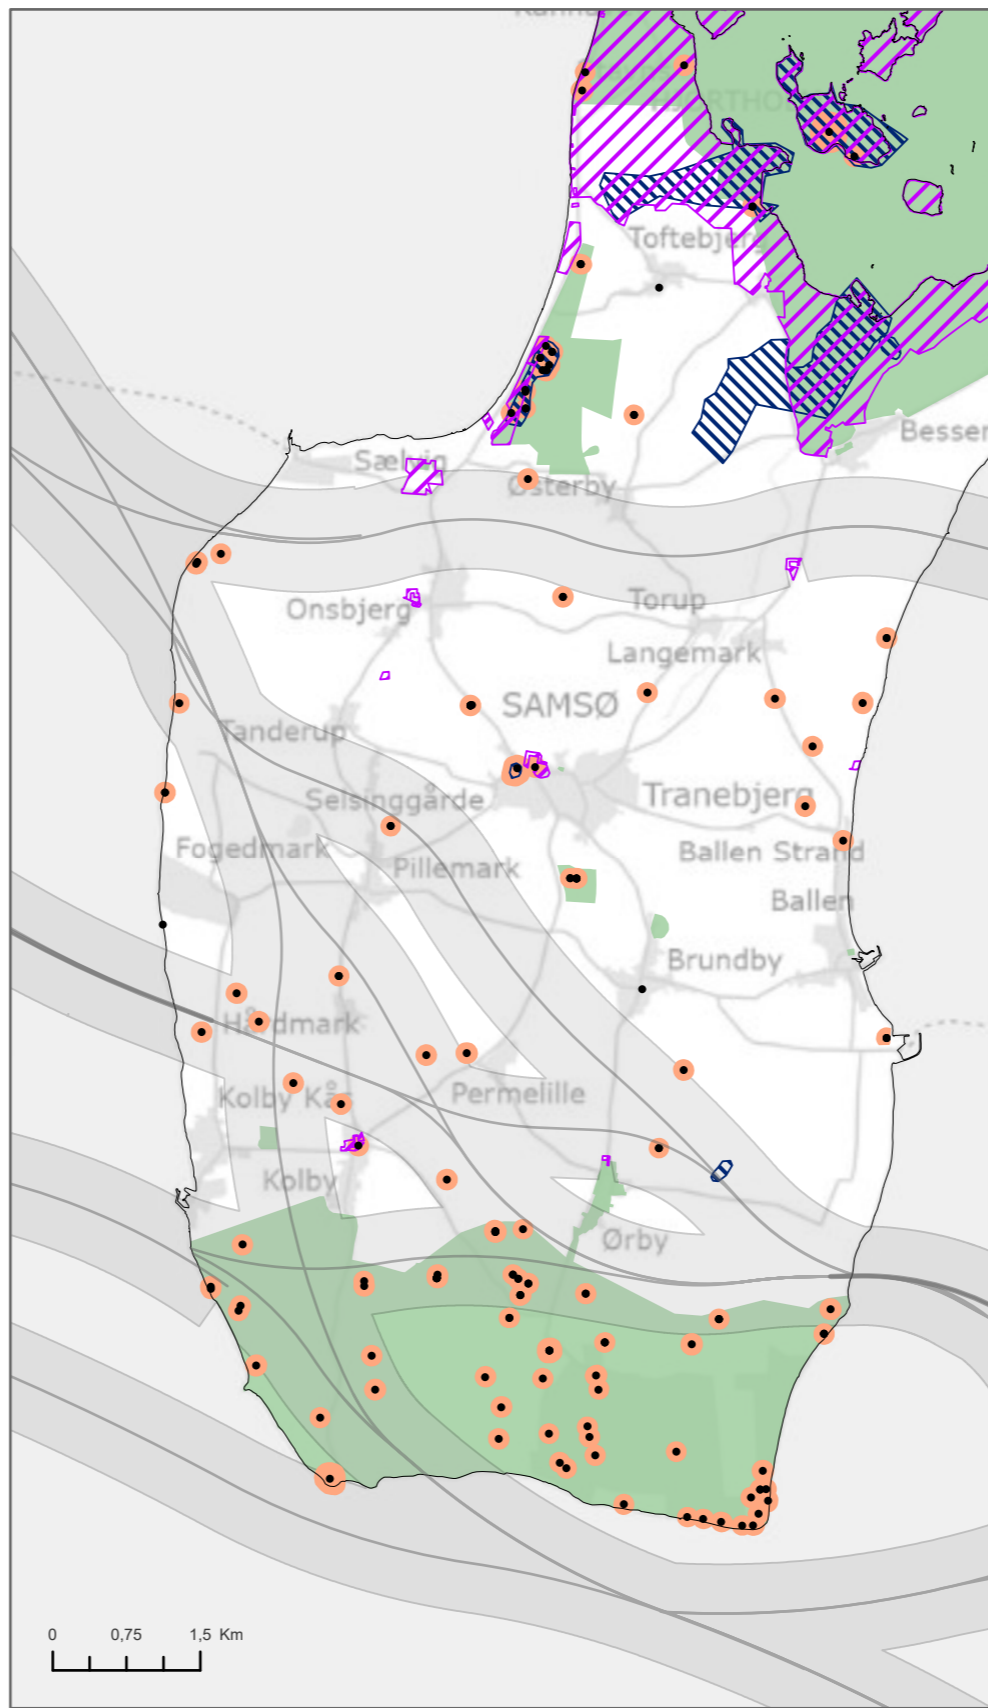 Toftebjerg
Besser
Sælvig
Østerby
Onsbjerg
Torup
Langemark
SAMSØ
Tanderup
Selsinggårde
Tranebjerg
Fogedmark
Pillemark
Ballen Strand
Ballen
Brundby
Hårdmark
Permelille
Kolby Kås
Kolby
Ørby
0 0,75 1,5 Km